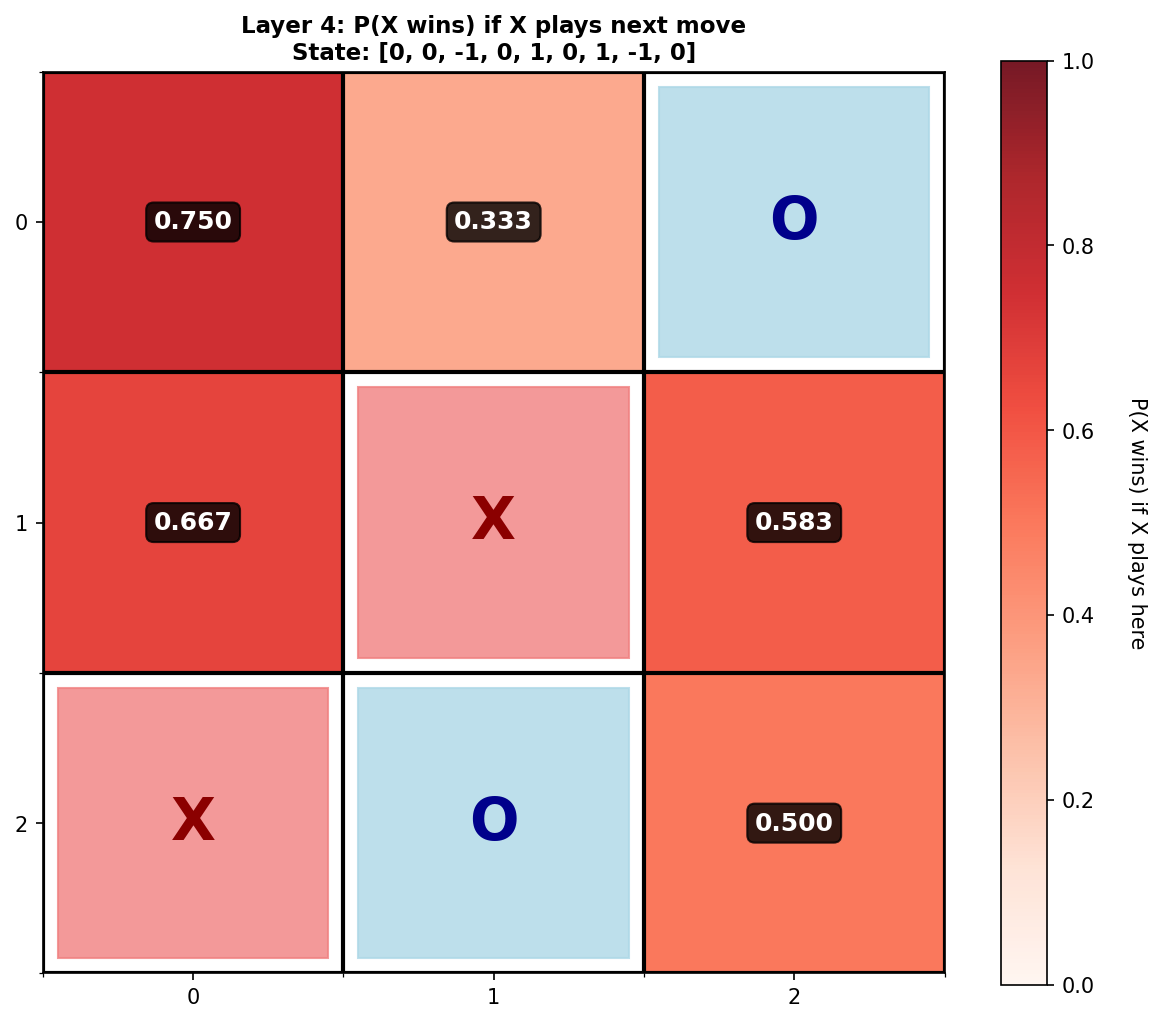 Layer 4: P(X wins) if X plays next move
State: [0, 0, -1, 0, 1, 0, 1, -1, 0]
0
0.750
0.333
O
1
0.667
X
0.583
2
X
O
0.500
0
1
2
1.0
0.8
0.6
0.4
0.2
0.0
P(X wins) if X plays here